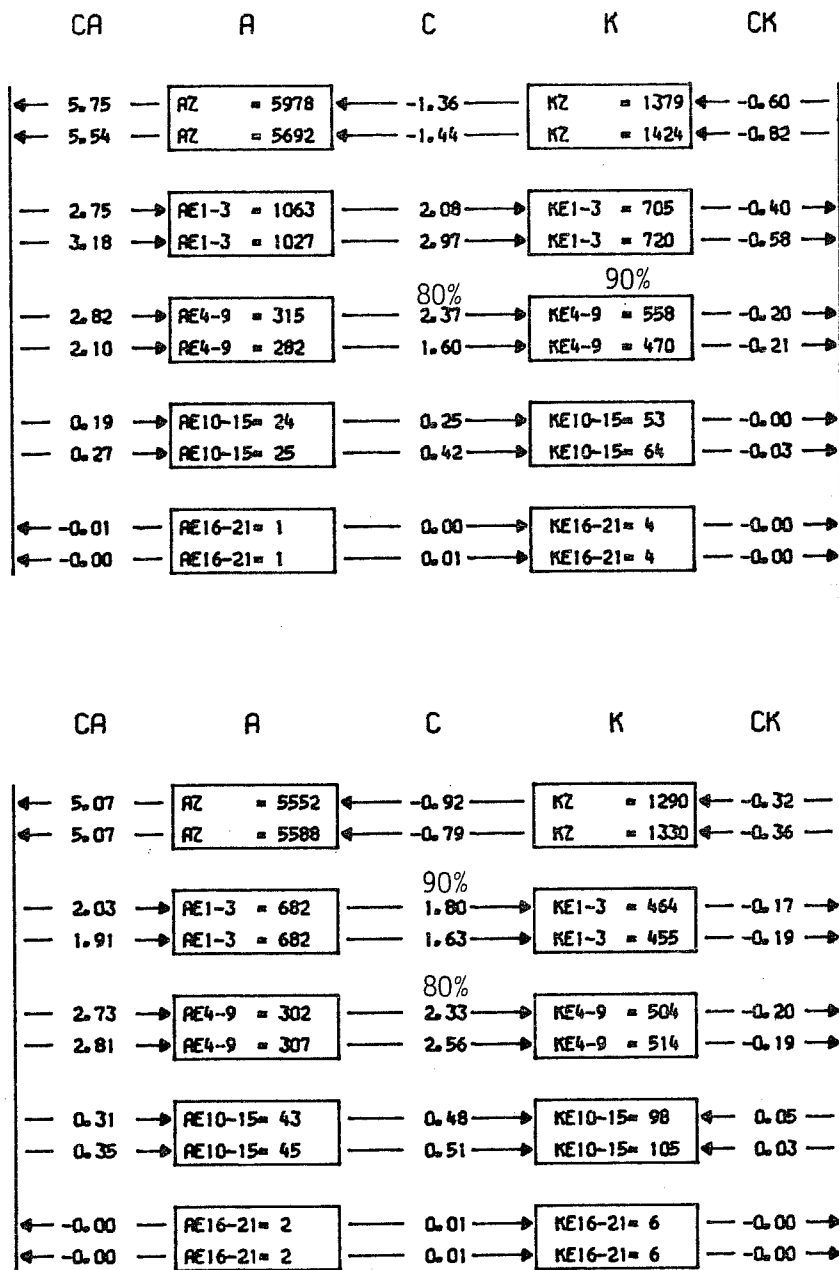 CA A C K CK
5.75 AZ = 5978 -1.36 KZ = 1379 -0.60
5.54 AZ = 5692 -1.44 KZ = 1424 -0.82
2.75 AE1-3 = 1063 2.08 KE1-3 = 705 -0.40
3.18 AE1-3 = 1027 2.97 KE1-3 = 720 -0.58
80% 90%
2.82 AE4-9 = 315 2.37 KE4-9 = 558 -0.20
2.10 AE4-9 = 282 1.60 KE4-9 = 470 -0.21
0.19 AE10-15= 24 0.25 KE10-15= 53 -0.00
0.27 AE10-15= 25 0.42 KE10-15= 64 -0.03
-0.01 AE16-21= 1 0.00 KE16-21= 4 -0.00
-0.00 AE16-21= 1 0.01 KE16-21= 4 -0.00
CA A C K CK
5.07 AZ = 5552 -0.92 KZ = 1290 -0.32
5.07 AZ = 5588 -0.79 KZ = 1330 -0.36
90%
2.03 AE1-3 = 682 1.80 KE1-3 = 464 -0.17
1.91 AE1-3 = 682 1.63 KE1-3 = 455 -0.19
80%
2.73 AE4-9 = 302 2.33 KE4-9 = 504 -0.20
2.81 AE4-9 = 307 2.56 KE4-9 = 514 -0.19
0.31 AE10-15= 43 0.48 KE10-15= 98 0.05
0.35 AE10-15= 45 0.51 KE10-15= 105 0.03
-0.00 AE16-21= 2 0.01 KE16-21= 6 -0.00
-0.00 AE16-21= 2 0.01 KE16-21= 6 -0.00